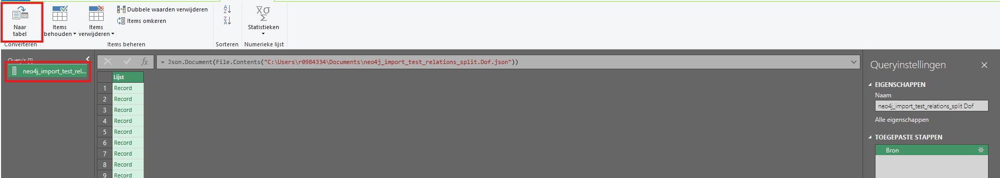 Naar
tabel
Items
behouden
Items
verwijderen
Dubbele waarden verwijderen
Items omkeren
A
Z
Z
A
X̄σ
Σ
Statistieken
Converteren
Items beheren
Sorteren
Numerieke lijst
Query's [1]
neo4j_import_test_rel...
fx
= Json.Document(File.Contents("C:\Users\r0984334\Documents\neo4j_import_test_relations_split.Dof.json"))
Lijst
1 Record
2 Record
3 Record
4 Record
5 Record
6 Record
7 Record
8 Record
9 Record
Queryinstellingen
EIGENSCHAPPEN
Naam
neo4j_import_test_relations_split Dof
Alle eigenschappen
TOEGEPASTE STAPPEN
Bron